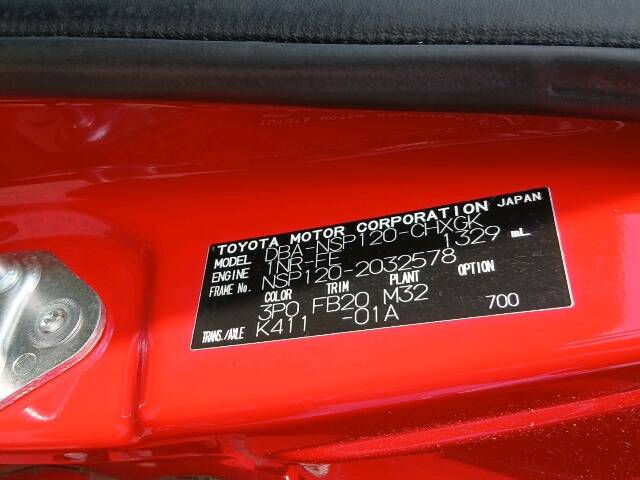 TOYOTA MOTOR CORPORATION JAPAN
MODEL DBA-NSP120-CHXGK
ENGINE 1NR-FE 1329 mL
FRAME No. NSP120-2032578
COLOR TRIM PLANT OPTION
3P0 FB20 M32
TRANS./AXLE K411 -01A 700